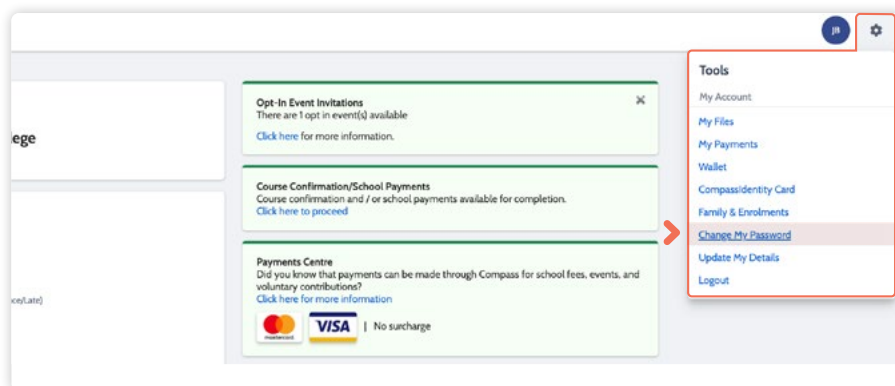 JB
ege
ce/Late)
Opt-In Event Invitations
There are 1 opt in event(s) available
Click here for more information.
Course Confirmation/School Payments
Course confirmation and / or school payments available for completion.
Click here to proceed
Payments Centre
Did you know that payments can be made through Compass for school fees, events, and
voluntary contributions?
Click here for more information
mastercard
VISA | No surcharge
Tools
My Account
My Files
My Payments
Wallet
CompassIdentity Card
Family & Enrolments
Change My Password
Update My Details
Logout